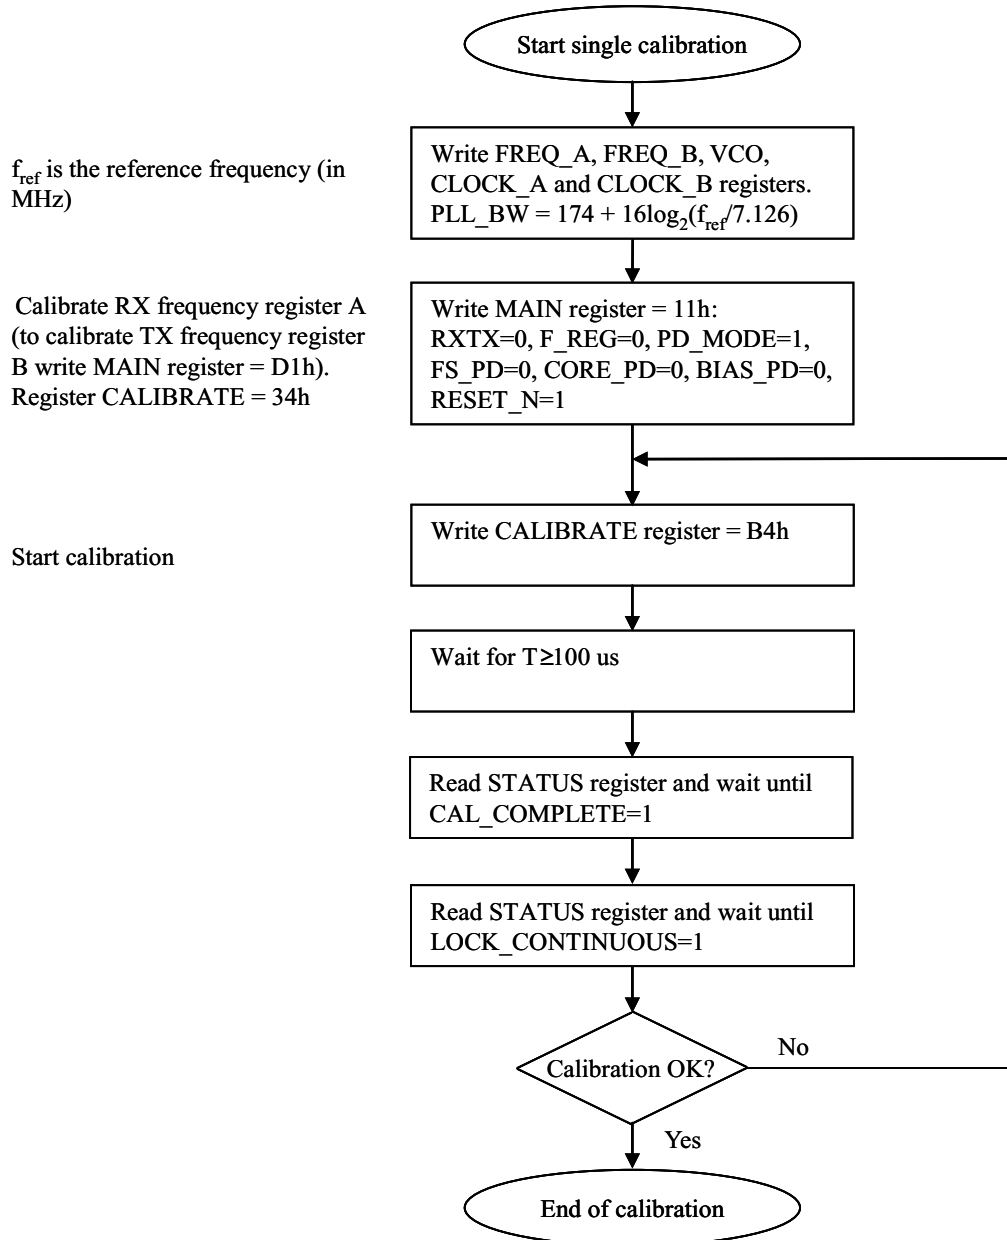 Start single calibration
f_ref is the reference frequency (in
MHz)
Write FREQ_A, FREQ_B, VCO,
CLOCK_A and CLOCK_B registers.
PLL_BW = 174 + 16log₂(f_ref/7.126)
Calibrate RX frequency register A
(to calibrate TX frequency register
B write MAIN register = D1h).
Register CALIBRATE = 34h
Write MAIN register = 11h:
RXTX=0, F_REG=0, PD_MODE=1,
FS_PD=0, CORE_PD=0, BIAS_PD=0,
RESET_N=1
Start calibration
Write CALIBRATE register = B4h
Wait for T≥100 us
Read STATUS register and wait until
CAL_COMPLETE=1
Read STATUS register and wait until
LOCK_CONTINUOUS=1
Calibration OK?
No
Yes
End of calibration